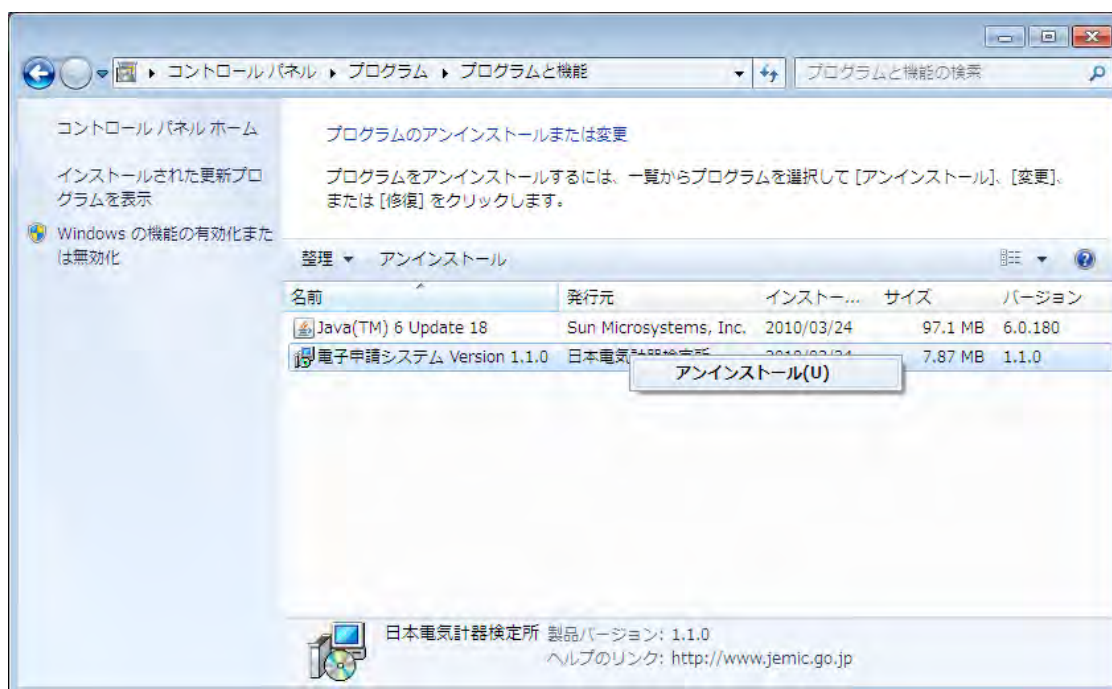 コントロール パネル ▸ プログラム ▸ プログラムと機能
プログラムと機能の検索
コントロール パネル ホーム
インストールされた更新プロ
グラムを表示
Windows の機能の有効化また
は無効化
プログラムのアンインストールまたは変更
プログラムをアンインストールするには、一覧からプログラムを選択して [アンインストール]、[変更]、
または [修復] をクリックします。
整理 ▼ アンインストール
名前 発行元 インストー... サイズ バージョン
Java(TM) 6 Update 18 Sun Microsystems, Inc. 2010/03/24 97.1 MB 6.0.180
電子申請システム Version 1.1.0 日本電気計器検定所 2010/03/24 7.87 MB 1.1.0
アンインストール(U)
日本電気計器検定所 製品バージョン: 1.1.0
ヘルプのリンク: http://www.jemic.go.jp